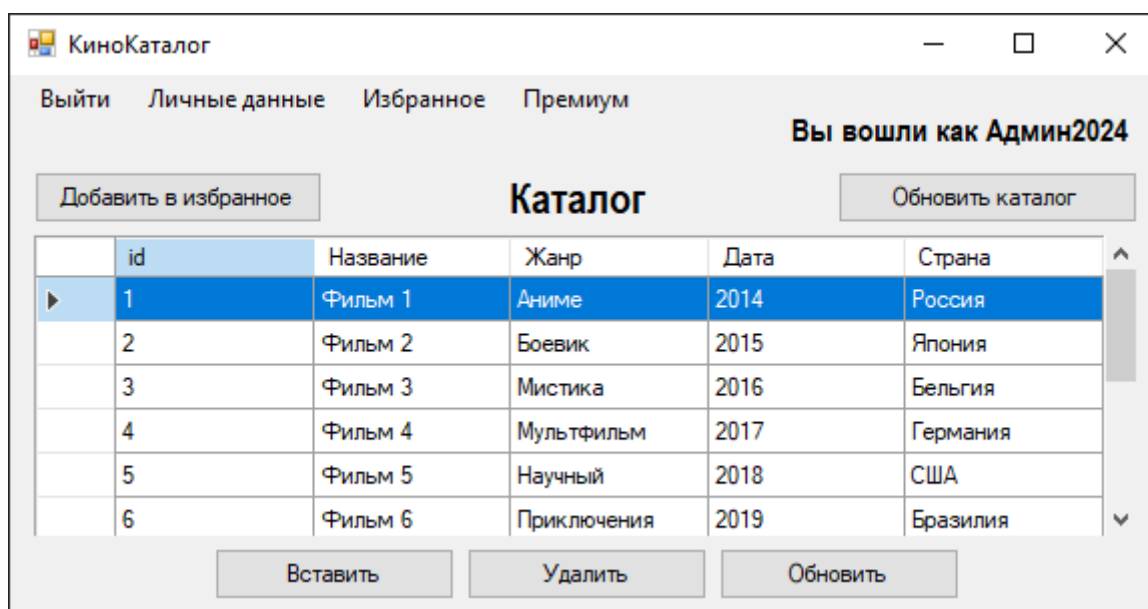 КиноКаталог
Выйти Личные данные Избранное Премиум
Вы вошли как Админ2024
Добавить в избранное Каталог Обновить каталог
id Название Жанр Дата Страна
1 Фильм 1 Аниме 2014 Россия
2 Фильм 2 Боевик 2015 Япония
3 Фильм 3 Мистика 2016 Бельгия
4 Фильм 4 Мультфильм 2017 Германия
5 Фильм 5 Научный 2018 США
6 Фильм 6 Приключения 2019 Бразилия
Вставить Удалить Обновить